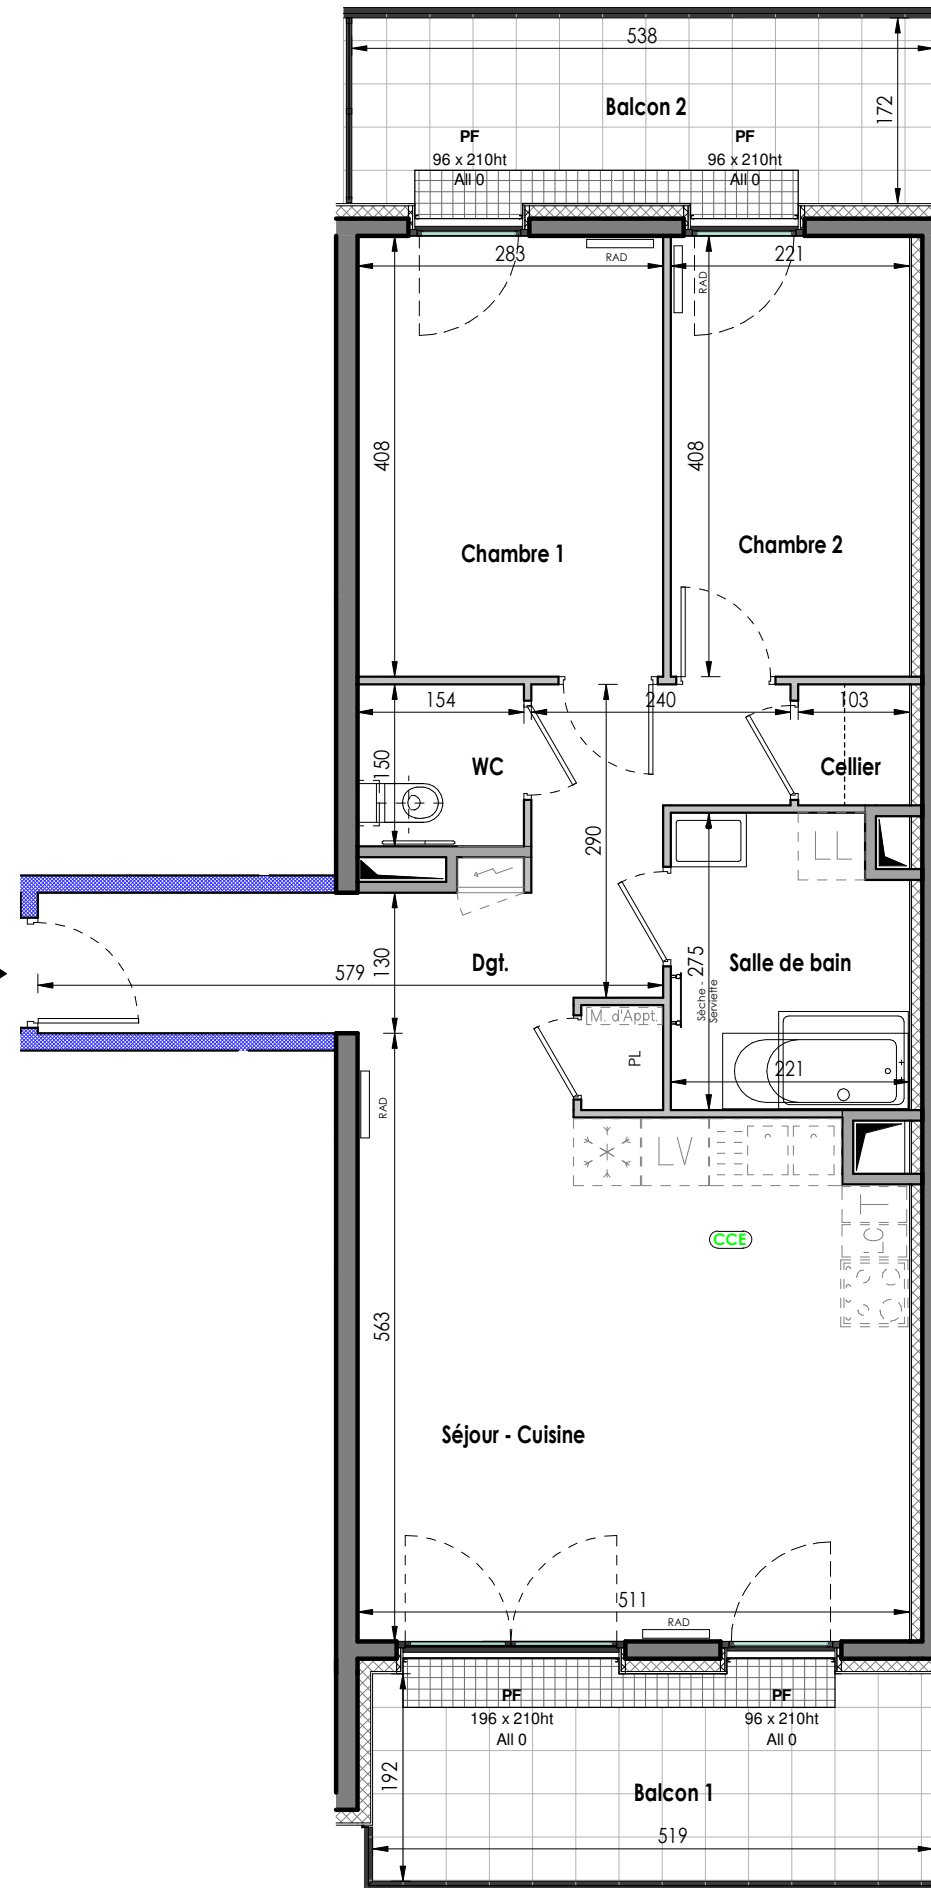 538
Balcon 2
172
PF
96 x 210ht
All 0
PF
96 x 210ht
All 0
283
RAD
221
RAD
408
408
Chambre 1
Chambre 2
154
240
103
150
WC
Cellier
290
LL
579
130
Dgt.
275
Salle de bain
Sèche -
Serviette
M. d'Appt.
PL
221
RAD
LV
T
LC
CCE
563
Séjour - Cuisine
511
RAD
PF
196 x 210ht
All 0
PF
96 x 210ht
All 0
192
Balcon 1
519